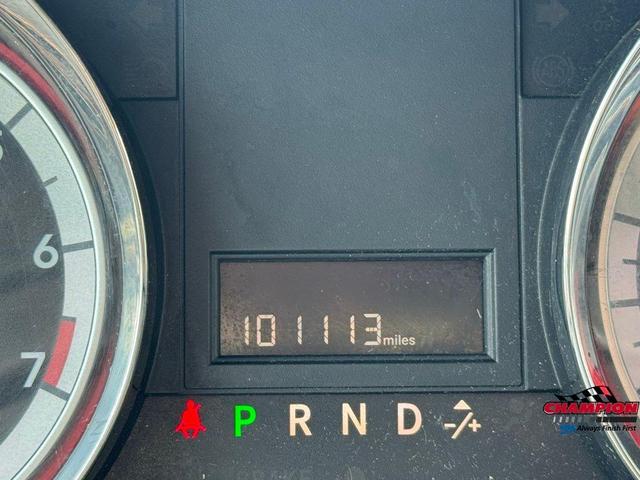 6
7
101113 miles
P R N D -/+
CHAMPION
Always Finish First